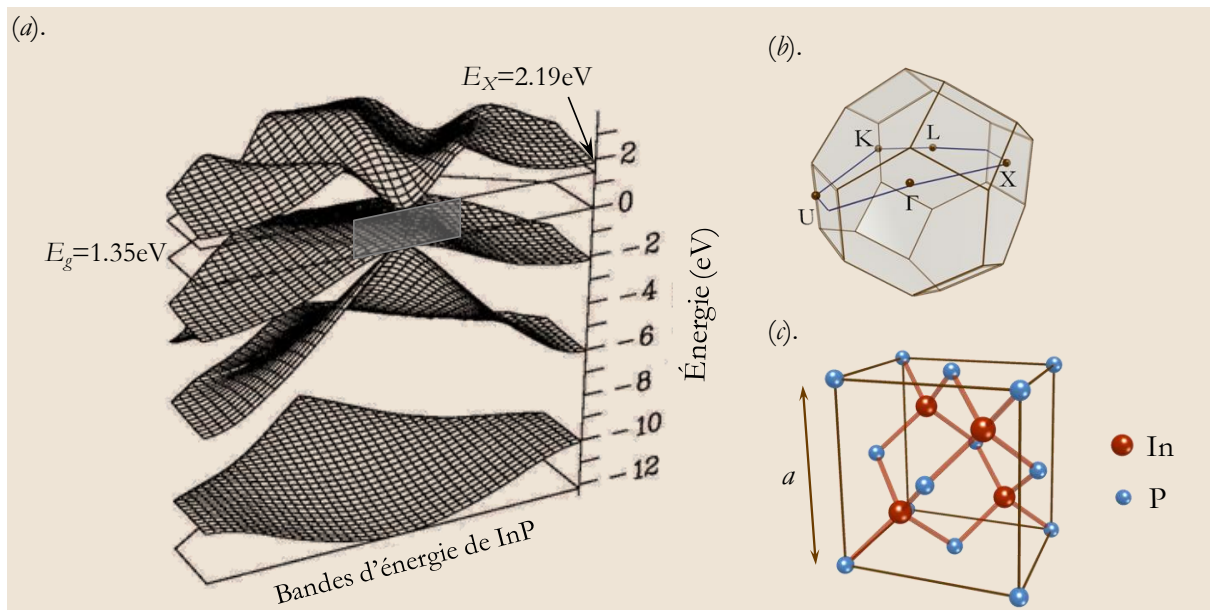 (a).
E_X=2.19eV
2
0
-2
-4
-6
-8
-10
-12
Énergie (eV)
E_g=1.35eV
Bandes d’énergie de InP
(b).
K
L
X
Γ
U
(c).
a
In
P